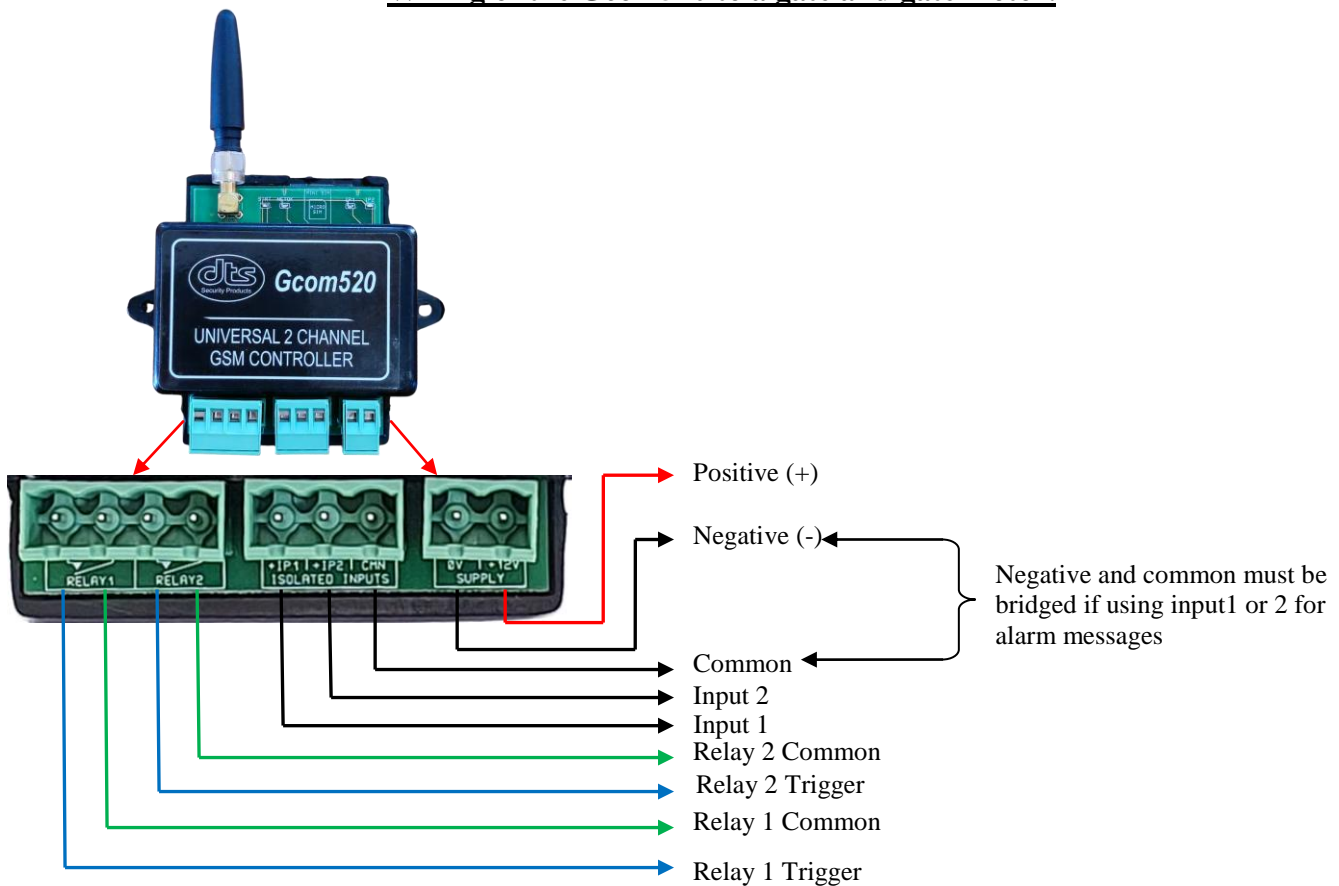 dts
Security Products
Gcom520
UNIVERSAL 2 CHANNEL
GSM CONTROLLER
RELAY1
RELAY2
+IP1 +IP2 CMN
ISOLATED INPUTS
0V +12V
SUPPLY
Positive (+)
Negative (-)
Negative and common must be
bridged if using input1 or 2 for
alarm messages
Common
Input 2
Input 1
Relay 2 Common
Relay 2 Trigger
Relay 1 Common
Relay 1 Trigger